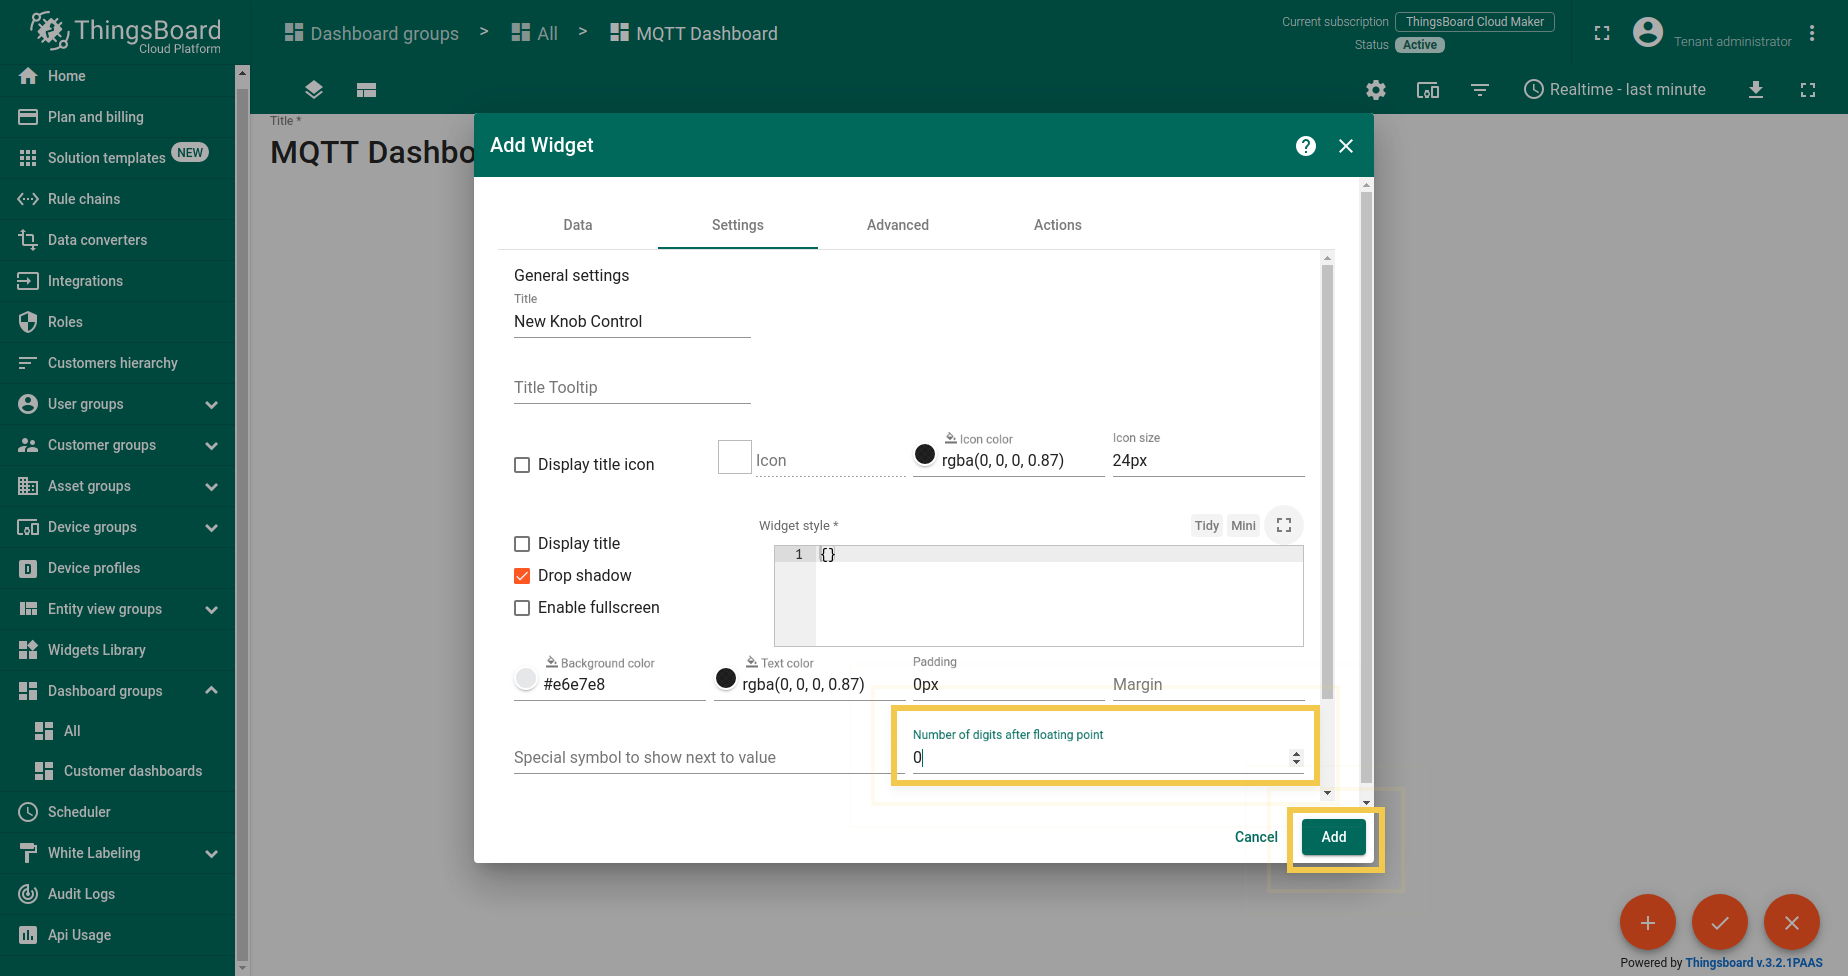 ThingsBoard
Cloud Platform
Dashboard groups > All > MQTT Dashboard
Current subscription ThingsBoard Cloud Maker
Status Active
Tenant administrator
Realtime - last minute
Home
Plan and billing
Solution templates NEW
Rule chains
Data converters
Integrations
Roles
Customers hierarchy
User groups
Customer groups
Asset groups
Device groups
Device profiles
Entity view groups
Widgets Library
Dashboard groups
All
Customer dashboards
Scheduler
White Labeling
Audit Logs
Api Usage
Title *
MQTT Dashbo
Add Widget
Data Settings Advanced Actions
General settings
Title
New Knob Control
Title Tooltip
Display title icon
Icon
Icon color
rgba(0, 0, 0, 0.87)
Icon size
24px
Display title
Drop shadow
Enable fullscreen
Widget style *
Tidy Mini
1 {}
Background color
#e6e7e8
Text color
rgba(0, 0, 0, 0.87)
Padding
0px
Margin
Special symbol to show next to value
Number of digits after floating point
0
Cancel Add
Powered by Thingsboard v.3.2.1PAAS